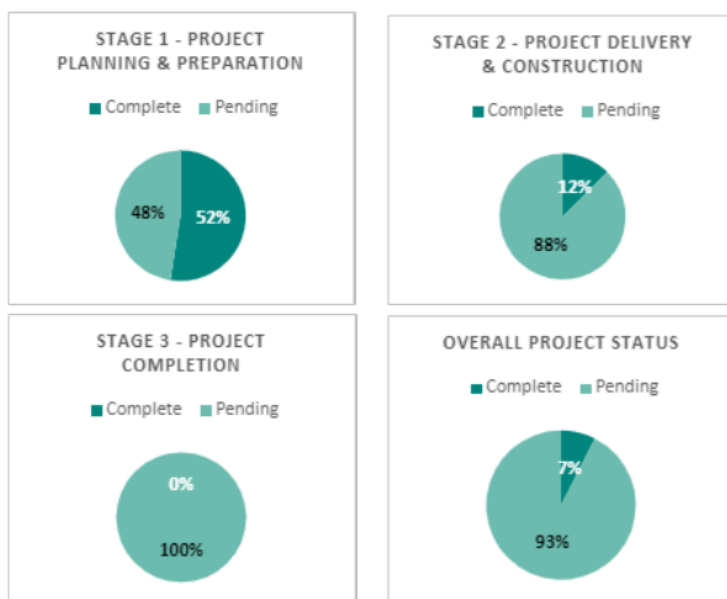 STAGE 1 - PROJECT
PLANNING & PREPARATION
Complete Pending
48%
52%
STAGE 2 - PROJECT DELIVERY
& CONSTRUCTION
Complete Pending
12%
88%
STAGE 3 - PROJECT
COMPLETION
Complete Pending
0%
100%
OVERALL PROJECT STATUS
Complete Pending
7%
93%